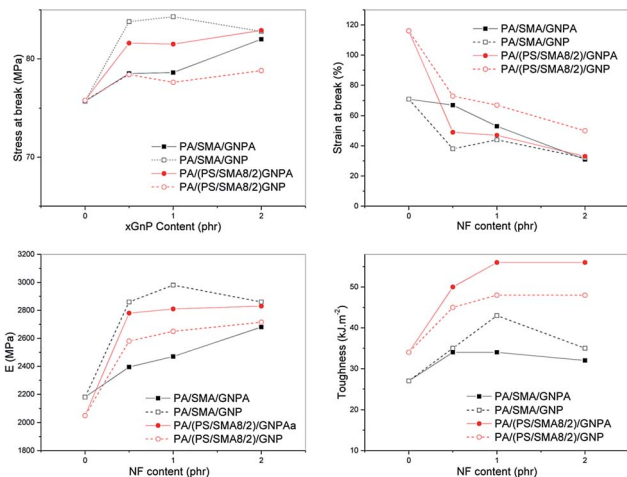 Stress at break (MPa)
80
70
PA/SMA/GNPA
PA/SMA/GNP
PA/(PS/SMA8/2)GNPA
PA/(PS/SMA8/2)GNP
0
1
2
xGnP Content (phr)
Strain at break (%)
120
100
80
60
40
20
0
PA/SMA/GNPA
PA/SMA/GNP
PA/(PS/SMA8/2)/GNPA
PA/(PS/SMA8/2)/GNP
0
1
2
NF content (phr)
E (MPa)
3200
3000
2800
2600
2400
2200
2000
1800
PA/SMA/GNPA
PA/SMA/GNP
PA/(PS/SMA8/2)/GNPAa
PA/(PS/SMA8/2)/GNP
0
1
2
NF content (phr)
Toughness (kJ.m-2)
50
40
30
20
10
PA/SMA/GNPA
PA/SMA/GNP
PA/(PS/SMA8/2)/GNPA
PA/(PS/SMA8/2)/GNP
0
1
2
NF content (phr)